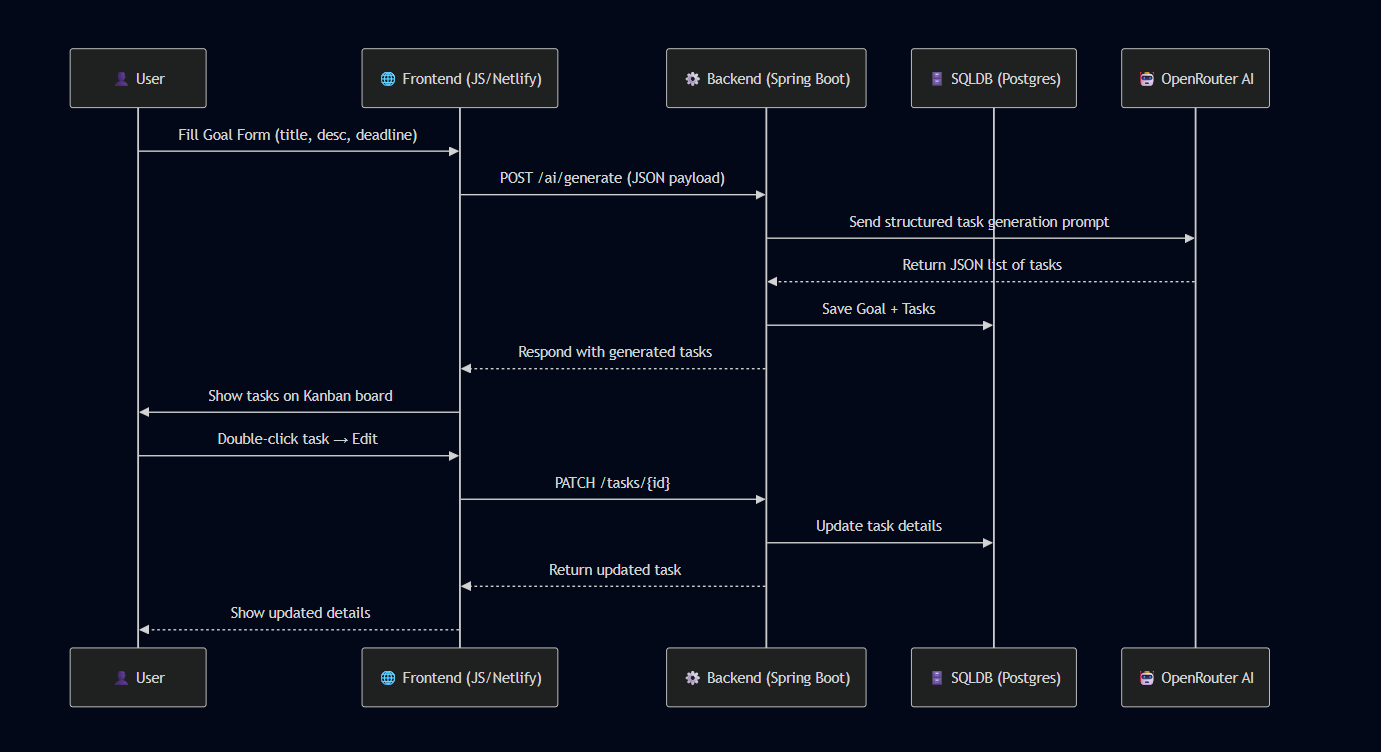 User
Frontend (JS/Netlify)
Backend (Spring Boot)
SQLDB (Postgres)
OpenRouter AI
Fill Goal Form (title, desc, deadline)
POST /ai/generate (JSON payload)
Send structured task generation prompt
Return JSON list of tasks
Save Goal + Tasks
Respond with generated tasks
Show tasks on Kanban board
Double-click task → Edit
PATCH /tasks/{id}
Update task details
Return updated task
Show updated details
User
Frontend (JS/Netlify)
Backend (Spring Boot)
SQLDB (Postgres)
OpenRouter AI